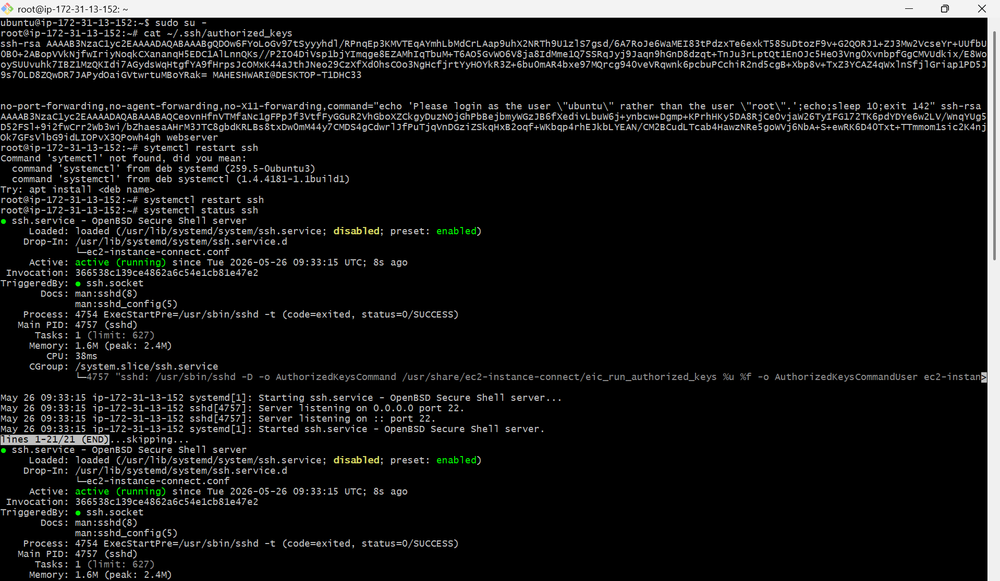 root@ip-172-31-13-152: ~
ubuntu@ip-172-31-13-152:~$ sudo su -
root@ip-172-31-13-152:~# cat ~/.ssh/authorized_keys
ssh-rsa AAAAB3NzaC1yc2EAAAADAQABAAABgQDOw6FYoLoGv97tSyyyhdl/RPnqEp3KMVTEqAYmhLbMdCrLAap9uhX2NRTh9U1zlS7gsd/6A7RoJe6WaMEI83tPdzxTe6exkT58SuDtozF9v+G2QORJ1+ZJ3Mw2VcseYr+UUfbU
0BO+2ABopVVkNjfwIriyNoqkCXananqH5EDC1AlLnnQKs//P2IO4DiVsp1bjYImqge8EZAMhIqTbuM+T6AO5GvWO6V8ja8IdMme1Q7SSRqJyj9Jaqn9hGnD8dzqt+TnJu3rLptQt1EnOJc5HeO3VngOXvnbpfGgCMVUdkix/E8Wo
oySUUvuhk7IBZ1MzQKIdi7AGydsWqHtgfYA9fHrpsJcOMxK44aJthJNeo29CzXfXd0hsCOo3NgHcfjrtYyHOYkR3Z+6bu0mAR4bxe97MQrcg94OveVRqwnk6pcbuPCchiR2nd5cgB+Xbp8v+TxZ3YCAZ4qWxlnSfjlGriap1PD5J
9s7OLD8ZQwDR7JAPydOaiGVtwrtuMBoYRak= MAHESHWARI@DESKTOP-T1DHC33
no-port-forwarding,no-agent-forwarding,no-X11-forwarding,command="echo 'Please login as the user \"ubuntu\" rather than the user \"root\".';echo;sleep 10;exit 142" ssh-rsa
AAAAB3NzaC1yc2EAAAADAQABAAABAQCeovnHfnVTMfaNc1gFPpJf3VtfFyGGuR2VhGboXZCkgyDuzNOjGhPbBejbmyWGzJB6fXedivLbuW6j+ynbcw+Dgmp+KPrhHKy5DA8RjCe0vjaW26TyIFG172TK6pdYDYe6w2LV/WnqYUg5
D52FSl+9i2fwCrr2Wb3wi/bZhaesaAHrM3JTC8gbdKRLBs8txDw0mM44y7CMDS4gCdwrlJfPuTjqVnDGziZSkqHxB2oqf+WKbqp4rhEJkbLYEAN/CM2BCudLTcab4HawzNRe5goWVj6NbA+S+ewRK6D40Txt+TTmmom1sic2K4nj
Ok7GFsVlbG9idLIOPvX3QPowh4gh webserver
root@ip-172-31-13-152:~# sytemctl restart ssh
Command 'sytemctl' not found, did you mean:
  command 'systemctl' from deb systemd (259.5-0ubuntu3)
  command 'systemctl' from deb systemctl (1.4.4181-1.1build1)
Try: apt install <deb name>
root@ip-172-31-13-152:~# systemctl restart ssh
root@ip-172-31-13-152:~# systemctl status ssh
● ssh.service - OpenBSD Secure Shell server
     Loaded: loaded (/usr/lib/systemd/system/ssh.service; disabled; preset: enabled)
    Drop-In: /usr/lib/systemd/system/ssh.service.d
             └─ec2-instance-connect.conf
     Active: active (running) since Tue 2026-05-26 09:33:15 UTC; 8s ago
 Invocation: 366538c139ce4862a6c54e1cb81e47e2
TriggeredBy: ● ssh.socket
       Docs: man:sshd(8)
             man:sshd_config(5)
    Process: 4754 ExecStartPre=/usr/sbin/sshd -t (code=exited, status=0/SUCCESS)
   Main PID: 4757 (sshd)
      Tasks: 1 (limit: 627)
     Memory: 1.6M (peak: 2.4M)
        CPU: 38ms
     CGroup: /system.slice/ssh.service
             └─4757 "sshd: /usr/sbin/sshd -D -o AuthorizedKeysCommand /usr/share/ec2-instance-connect/eic_run_authorized_keys %u %f -o AuthorizedKeysCommandUser ec2-instan>
May 26 09:33:15 ip-172-31-13-152 systemd[1]: Starting ssh.service - OpenBSD Secure Shell server...
May 26 09:33:15 ip-172-31-13-152 sshd[4757]: Server listening on 0.0.0.0 port 22.
May 26 09:33:15 ip-172-31-13-152 sshd[4757]: Server listening on :: port 22.
May 26 09:33:15 ip-172-31-13-152 systemd[1]: Started ssh.service - OpenBSD Secure Shell server.
lines 1-21/21 (END)...skipping...
● ssh.service - OpenBSD Secure Shell server
     Loaded: loaded (/usr/lib/systemd/system/ssh.service; disabled; preset: enabled)
    Drop-In: /usr/lib/systemd/system/ssh.service.d
             └─ec2-instance-connect.conf
     Active: active (running) since Tue 2026-05-26 09:33:15 UTC; 8s ago
 Invocation: 366538c139ce4862a6c54e1cb81e47e2
TriggeredBy: ● ssh.socket
       Docs: man:sshd(8)
             man:sshd_config(5)
    Process: 4754 ExecStartPre=/usr/sbin/sshd -t (code=exited, status=0/SUCCESS)
   Main PID: 4757 (sshd)
      Tasks: 1 (limit: 627)
     Memory: 1.6M (peak: 2.4M)